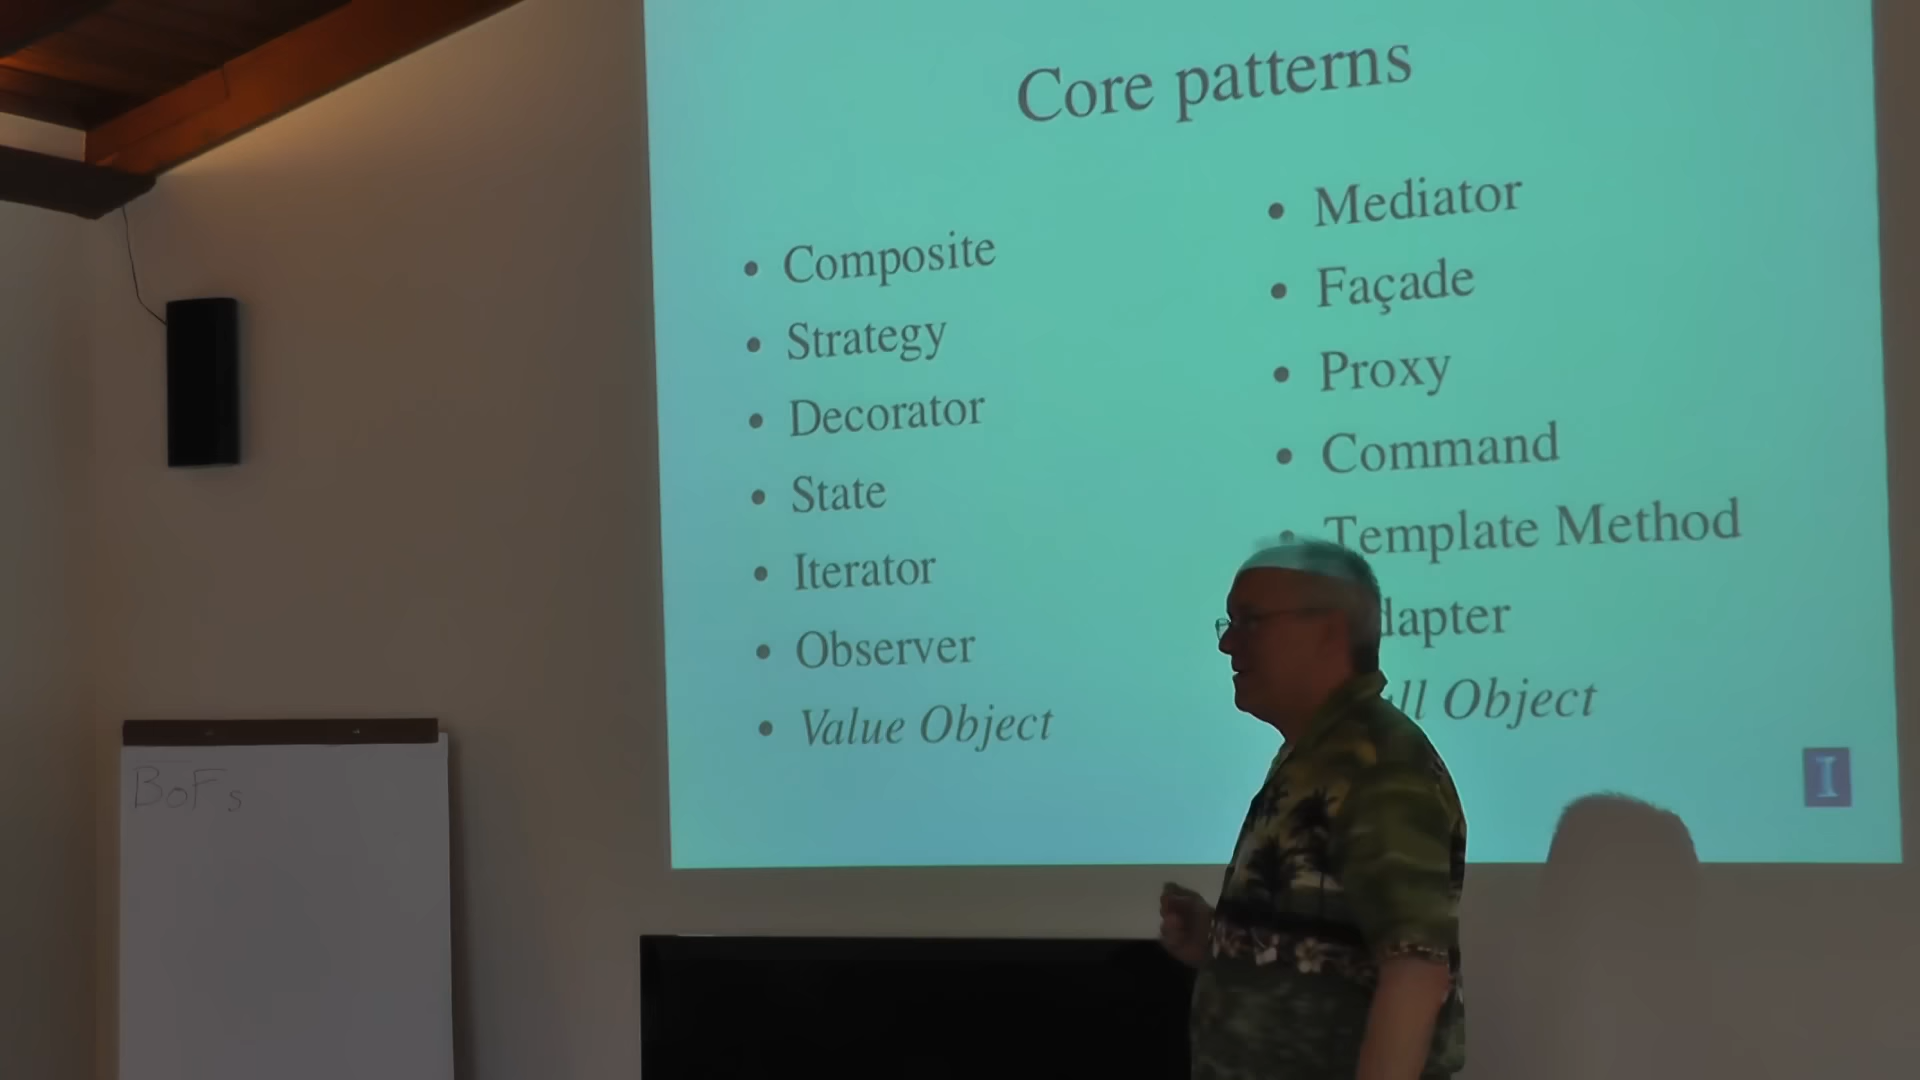 Core patterns
• Composite
• Strategy
• Decorator
• State
• Iterator
• Observer
• Value Object
• Mediator
• Façade
• Proxy
• Command
• Template Method
dapter
ll Object
I
BoFs